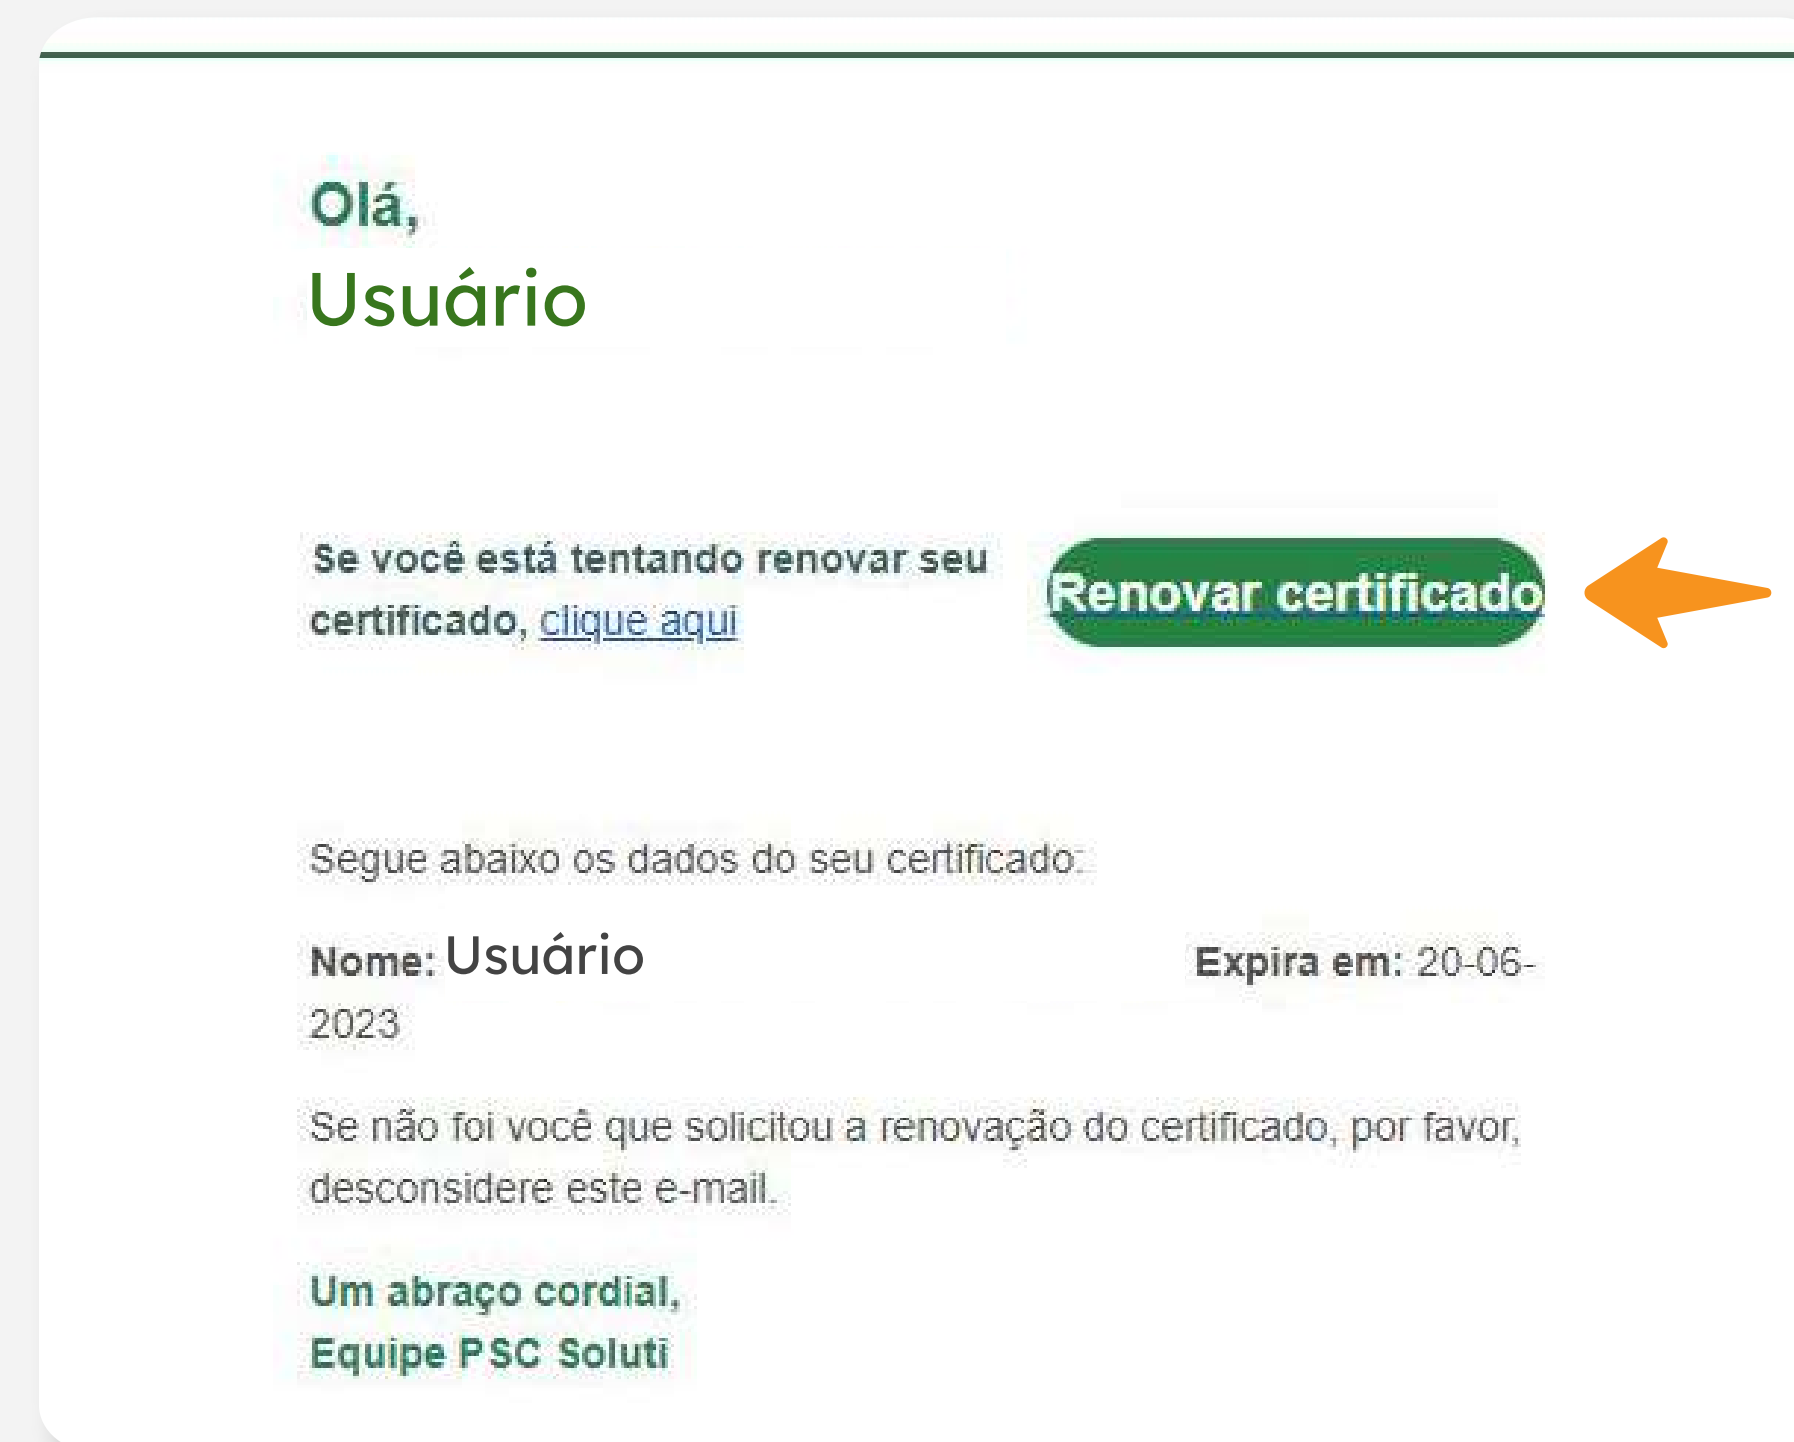 Olá,
Usuário
Se você está tentando renovar seu
certificado, clique aqui
Renovar certificado
Segue abaixo os dados do seu certificado:
Nome: Usuário Expira em: 20-06-
2023
Se não foi você que solicitou a renovação do certificado, por favor,
desconsidere este e-mail.
Um abraço cordial,
Equipe PSC Soluti